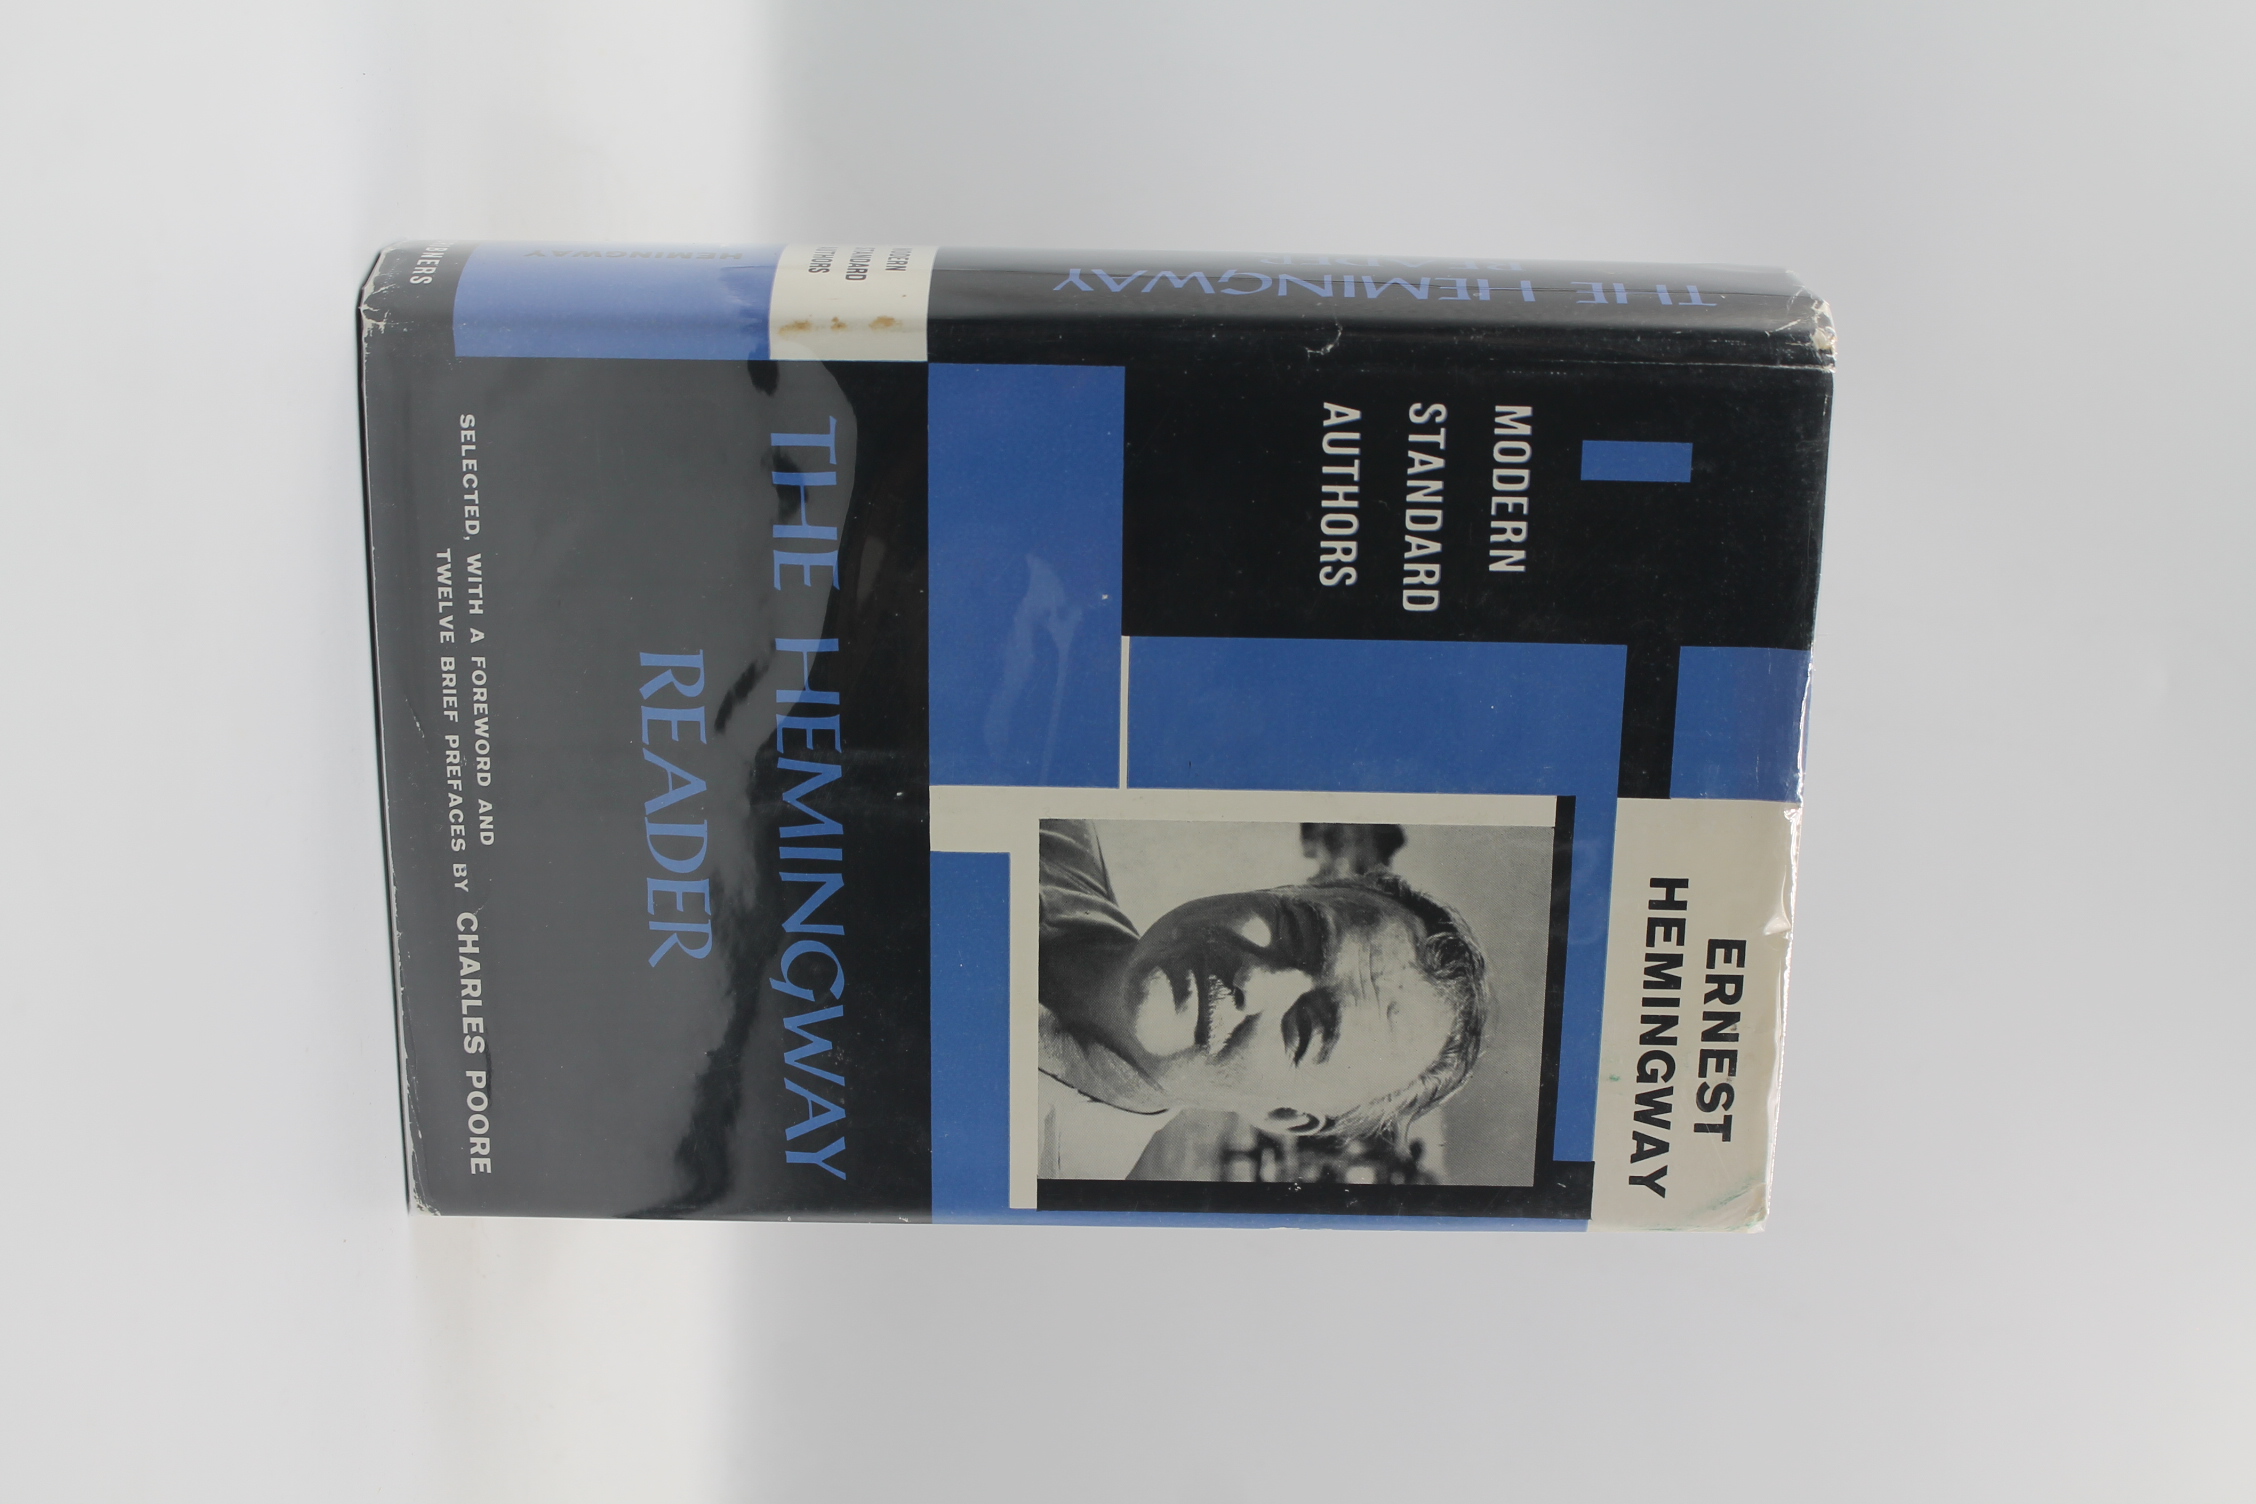 ERNEST
HEMINGWAY
MODERN
STANDARD
AUTHORS
THE HEMINGWAY
READER
SELECTED, WITH A FOREWORD AND
TWELVE BRIEF PREFACES BY CHARLES POORE
THE HEMINGWAY
READER
MODERN
STANDARD
AUTHORS
HEMINGWAY